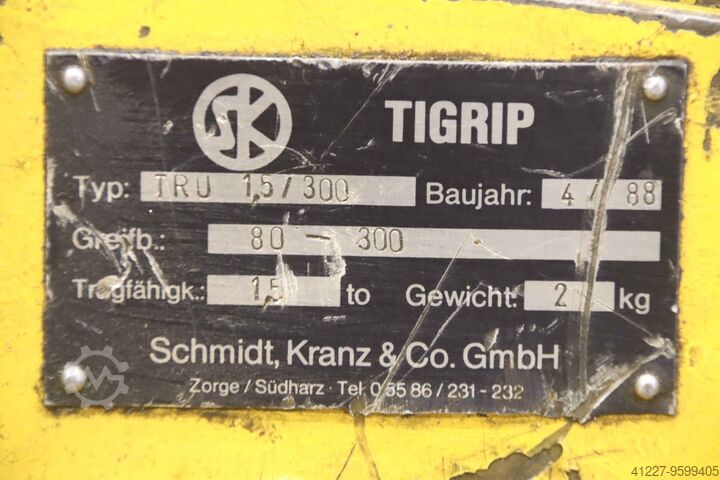 SK TIGRIP
Typ: TRU 1,5/300 Baujahr: 4/88
Greifb.: 80 - 300
Tragfähigk.: 1,5 to Gewicht: kg
Schmidt, Kranz & Co. GmbH
Zorge / Südharz · Tel. 0 55 86 / 231 - 232
41227-9599405